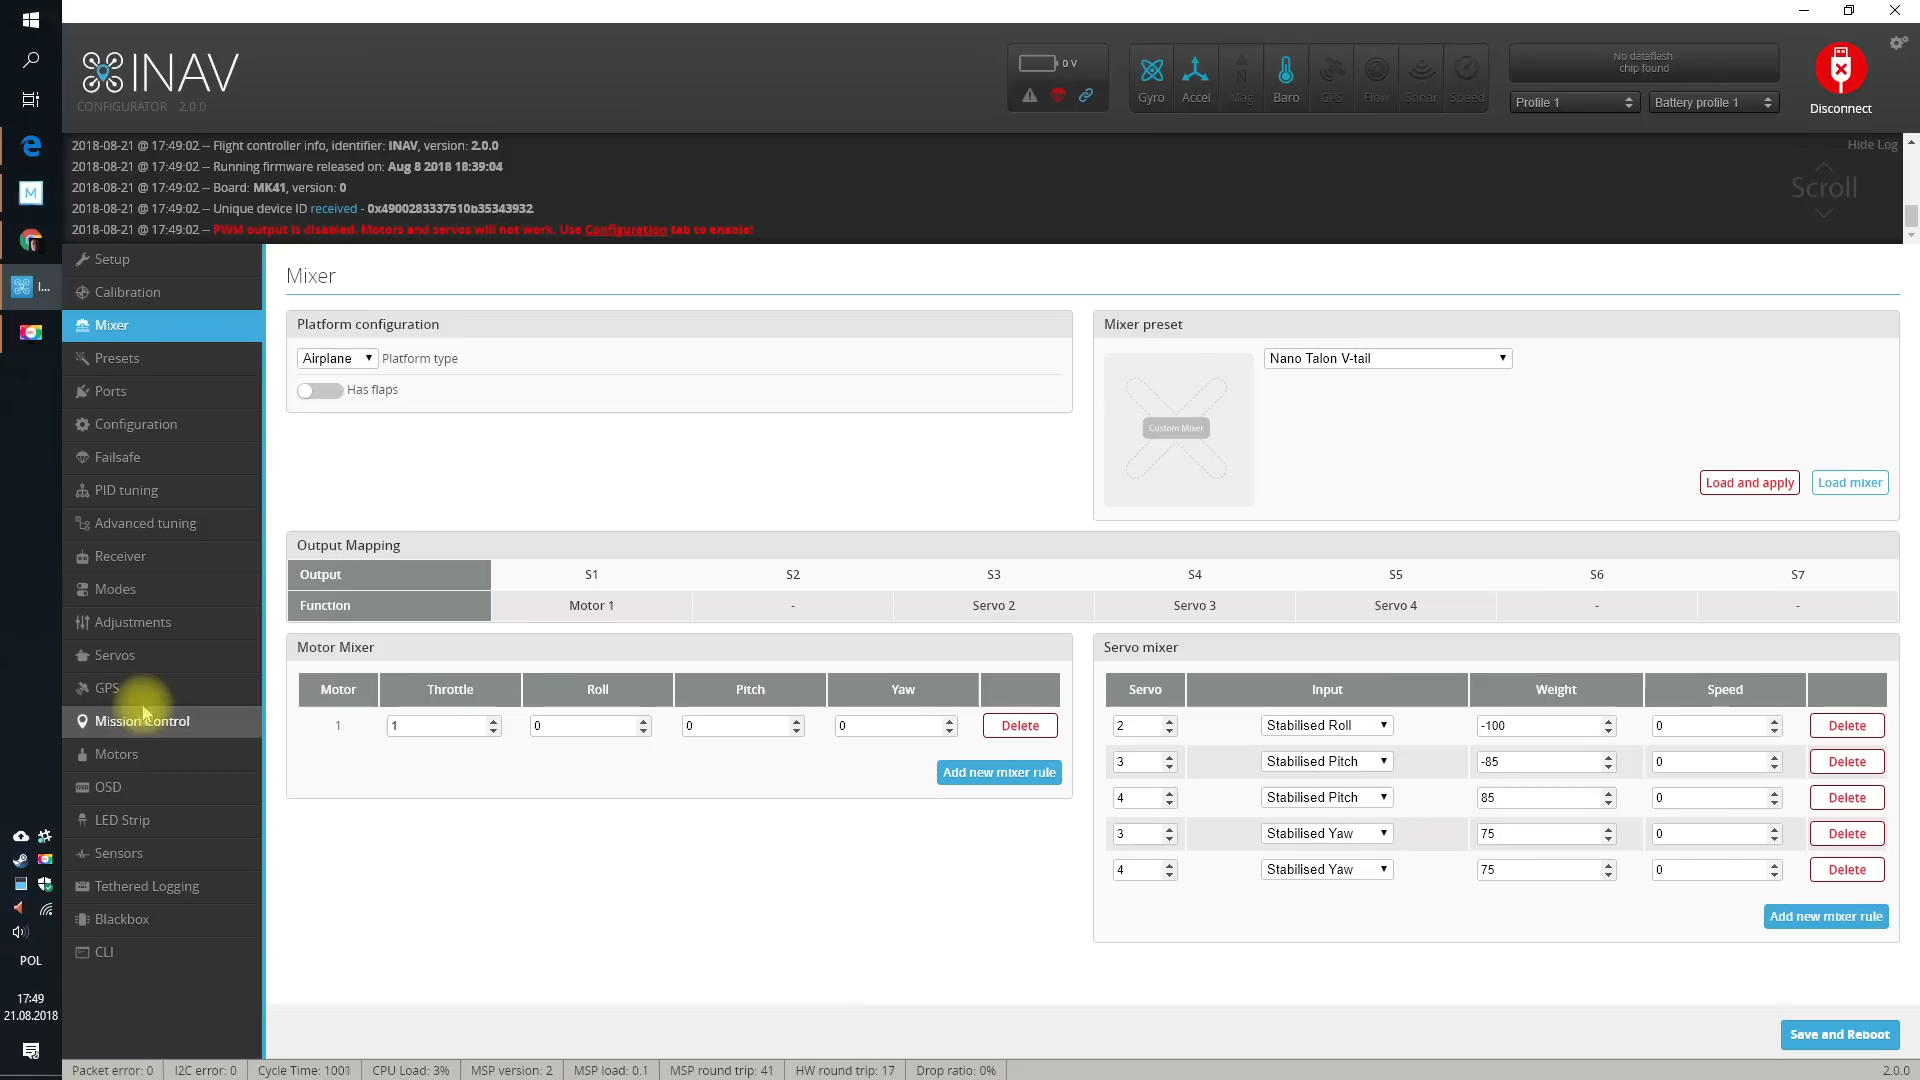 INAV
CONFIGURATOR 2.0.0
0 V
Gyro
Accel
Mag
Baro
GPS
Flow
Sonar
Speed
No dataflash
chip found
Profile 1
Battery profile 1
Disconnect
2018-08-21 @ 17:49:02 -- Flight controller info, identifier: INAV, version: 2.0.0
2018-08-21 @ 17:49:02 -- Running firmware released on: Aug 8 2018 18:39:04
2018-08-21 @ 17:49:02 -- Board: MK41, version: 0
2018-08-21 @ 17:49:02 -- Unique device ID received - 0x4900283337510b35343932
2018-08-21 @ 17:49:02 -- PWM output is disabled. Motors and servos will not work. Use Configuration tab to enable!
Hide Log
Scroll
M
I...
Setup
Calibration
Mixer
Presets
Ports
Configuration
Failsafe
PID tuning
Advanced tuning
Receiver
Modes
Adjustments
Servos
GPS
Mission Control
Motors
OSD
LED Strip
Sensors
Tethered Logging
Blackbox
CLI
POL
17:49
21.08.2018
Mixer
Platform configuration
Airplane Platform type
Has flaps
Mixer preset
Custom Mixer
Nano Talon V-tail
Load and apply
Load mixer
Output Mapping
Output S1 S2 S3 S4 S5 S6 S7
Function Motor 1 - Servo 2 Servo 3 Servo 4 - -
Motor Mixer
Motor Throttle Roll Pitch Yaw
1 1 0 0 0 Delete
Add new mixer rule
Servo mixer
Servo Input Weight Speed
2 Stabilised Roll -100 0 Delete
3 Stabilised Pitch -85 0 Delete
4 Stabilised Pitch 85 0 Delete
3 Stabilised Yaw 75 0 Delete
4 Stabilised Yaw 75 0 Delete
Add new mixer rule
Save and Reboot
Packet error: 0 I2C error: 0 Cycle Time: 1001 CPU Load: 3% MSP version: 2 MSP load: 0.1 MSP round trip: 41 HW round trip: 17 Drop ratio: 0% 2.0.0